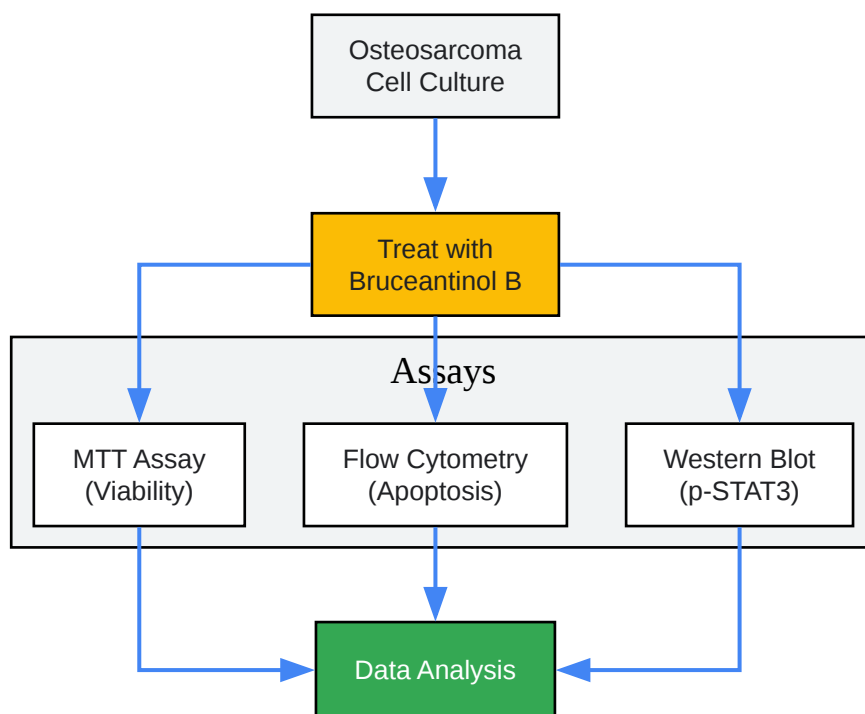 Osteosarcoma
Cell Culture
Treat with
Bruceantinol B
Assays
MTT Assay
(Viability)
Flow Cytometry
(Apoptosis)
Western Blot
(p-STAT3)
Data Analysis